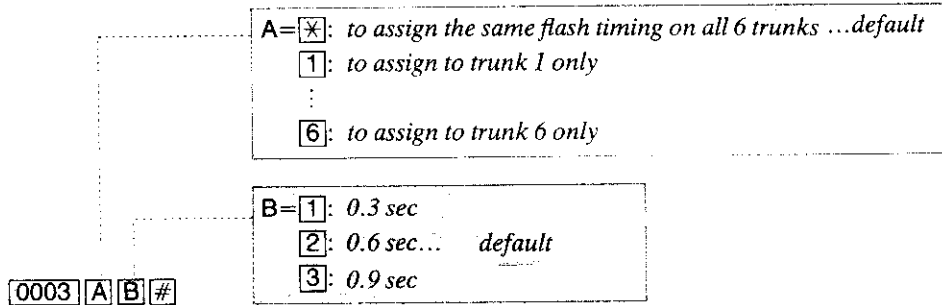 A=[*]: to assign the same flash timing on all 6 trunks ...default
[1]: to assign to trunk 1 only
⋮
[6]: to assign to trunk 6 only
B=[1]: 0.3 sec
[2]: 0.6 sec... default
[3]: 0.9 sec
[0003] [A] [B] [#]